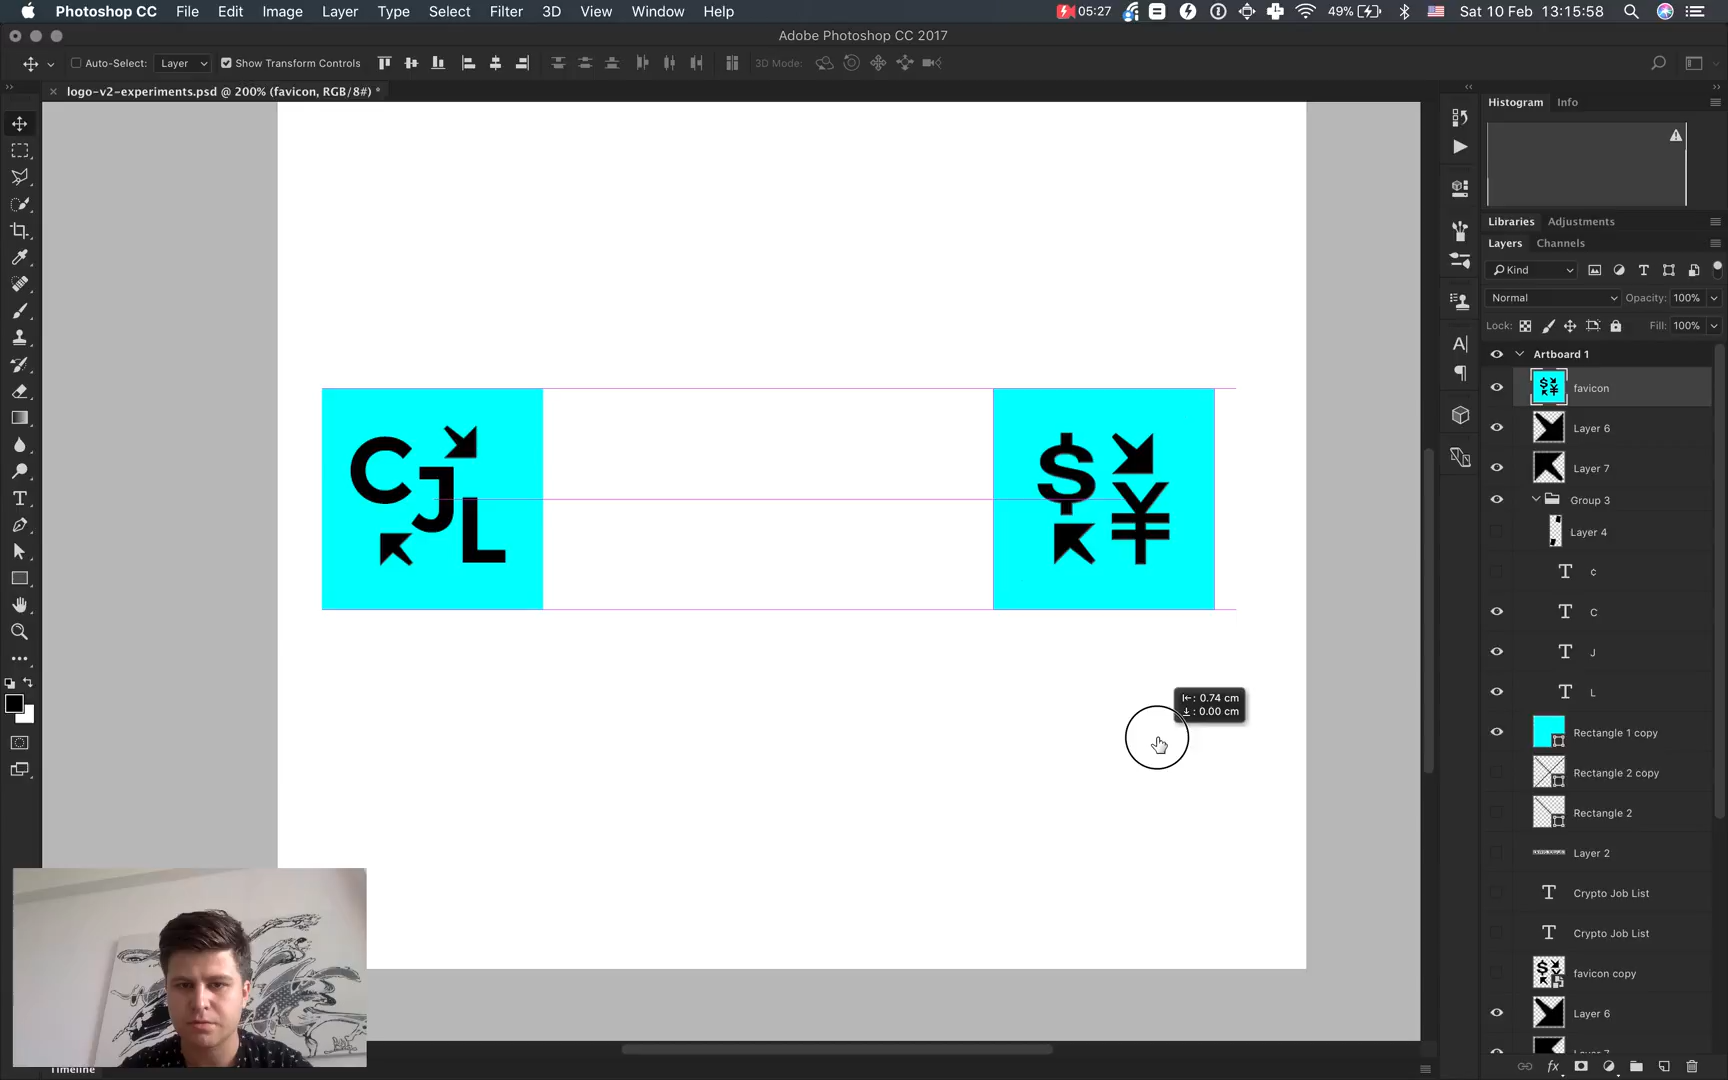 Photoshop CC File Edit Image Layer Type Select Filter 3D View Window Help 05:27 49% Sat 10 Feb 13:15:58
Adobe Photoshop CC 2017
Auto-Select: Layer Show Transform Controls 3D Mode:
× logo-v2-experiments.psd @ 200% (favicon, RGB/8#) *
Histogram Info
Libraries Adjustments
Layers Channels
Kind
Normal Opacity: 100%
Lock: Fill: 100%
Artboard 1
favicon
Layer 6
Layer 7
Group 3
Layer 4
T ¢
T C
T J
T L
Rectangle 1 copy
Rectangle 2 copy
Rectangle 2
Layer 2
T Crypto Job List
T Crypto Job List
favicon copy
Layer 6
C
J
L
$
¥
: 0.74 cm
: 0.00 cm
Timeline